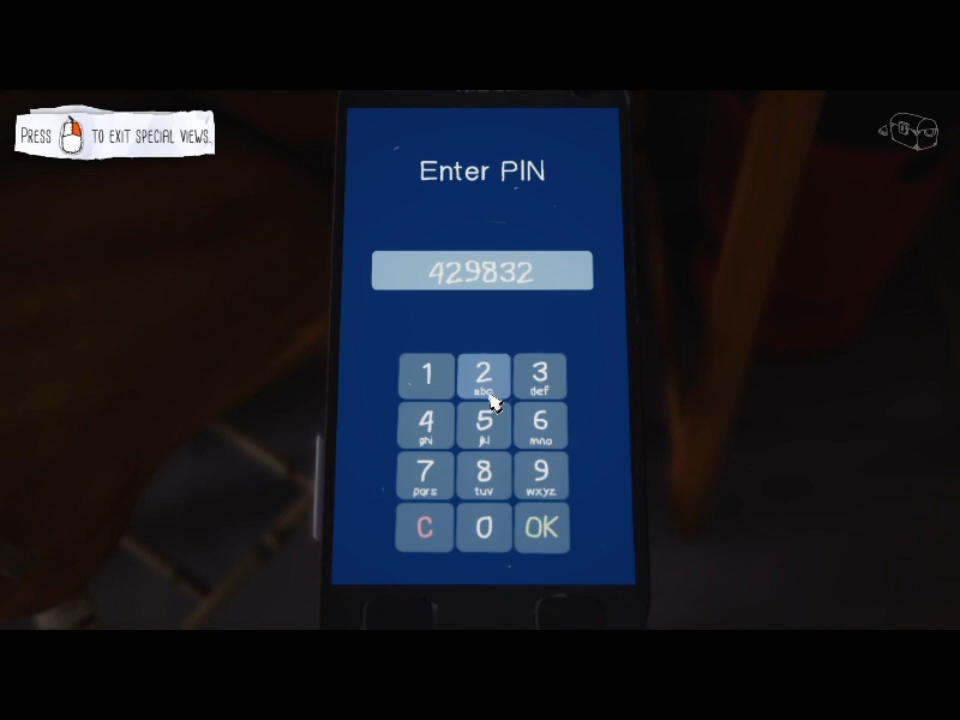 PRESS TO EXIT SPECIAL VIEWS.
Enter PIN
429832
1 2 3
abc def
4 5 6
ghi jkl mno
7 8 9
pqrs tuv wxyz
C 0 OK